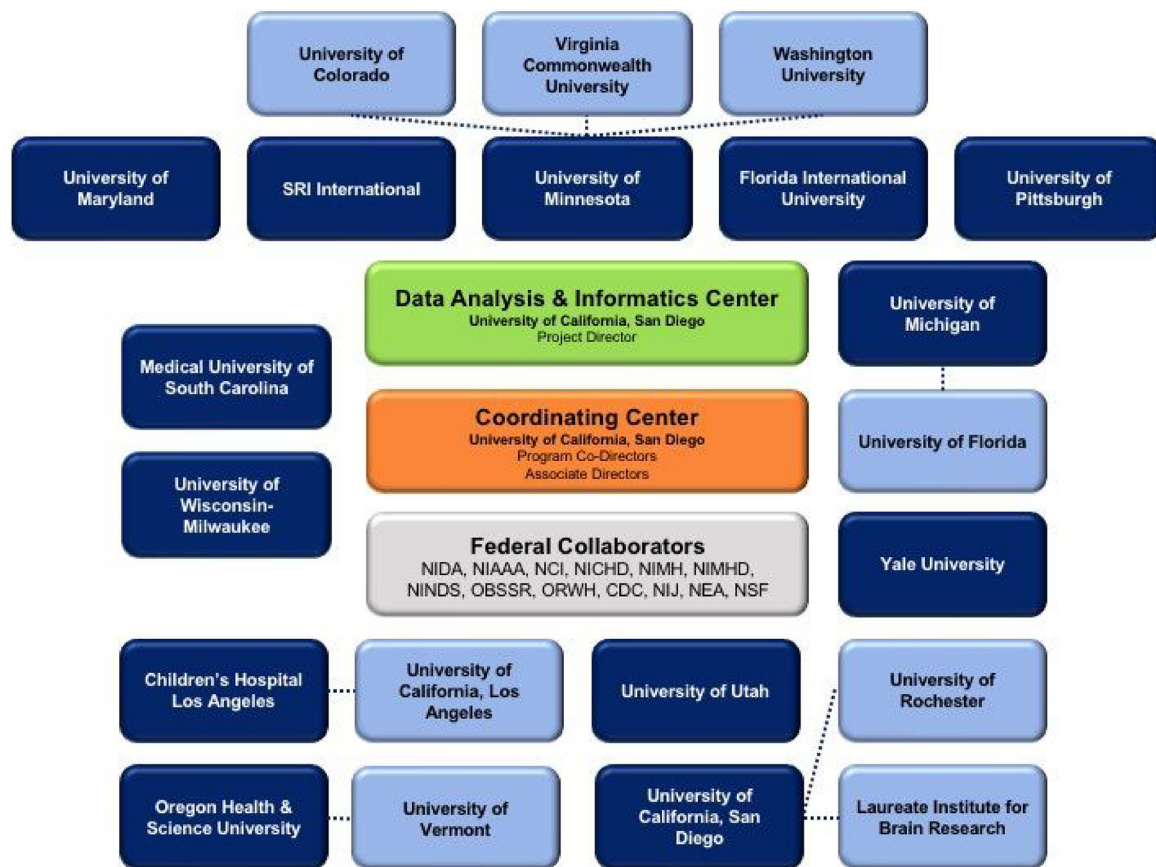 University of
Colorado
Virginia
Commonwealth
University
Washington
University
University of
Maryland
SRI International
University of
Minnesota
Florida International
University
University of
Pittsburgh
Data Analysis & Informatics Center
University of California, San Diego
Project Director
University of
Michigan
Medical University of
South Carolina
Coordinating Center
University of California, San Diego
Program Co-Directors
Associate Directors
University of Florida
University of
Wisconsin-
Milwaukee
Federal Collaborators
NIDA, NIAAA, NCI, NICHD, NIMH, NIMHD,
NINDS, OBSSR, ORWH, CDC, NIJ, NEA, NSF
Yale University
Children's Hospital
Los Angeles
University of
California, Los
Angeles
University of Utah
University of
Rochester
Oregon Health &
Science University
University of
Vermont
University of
California, San
Diego
Laureate Institute for
Brain Research